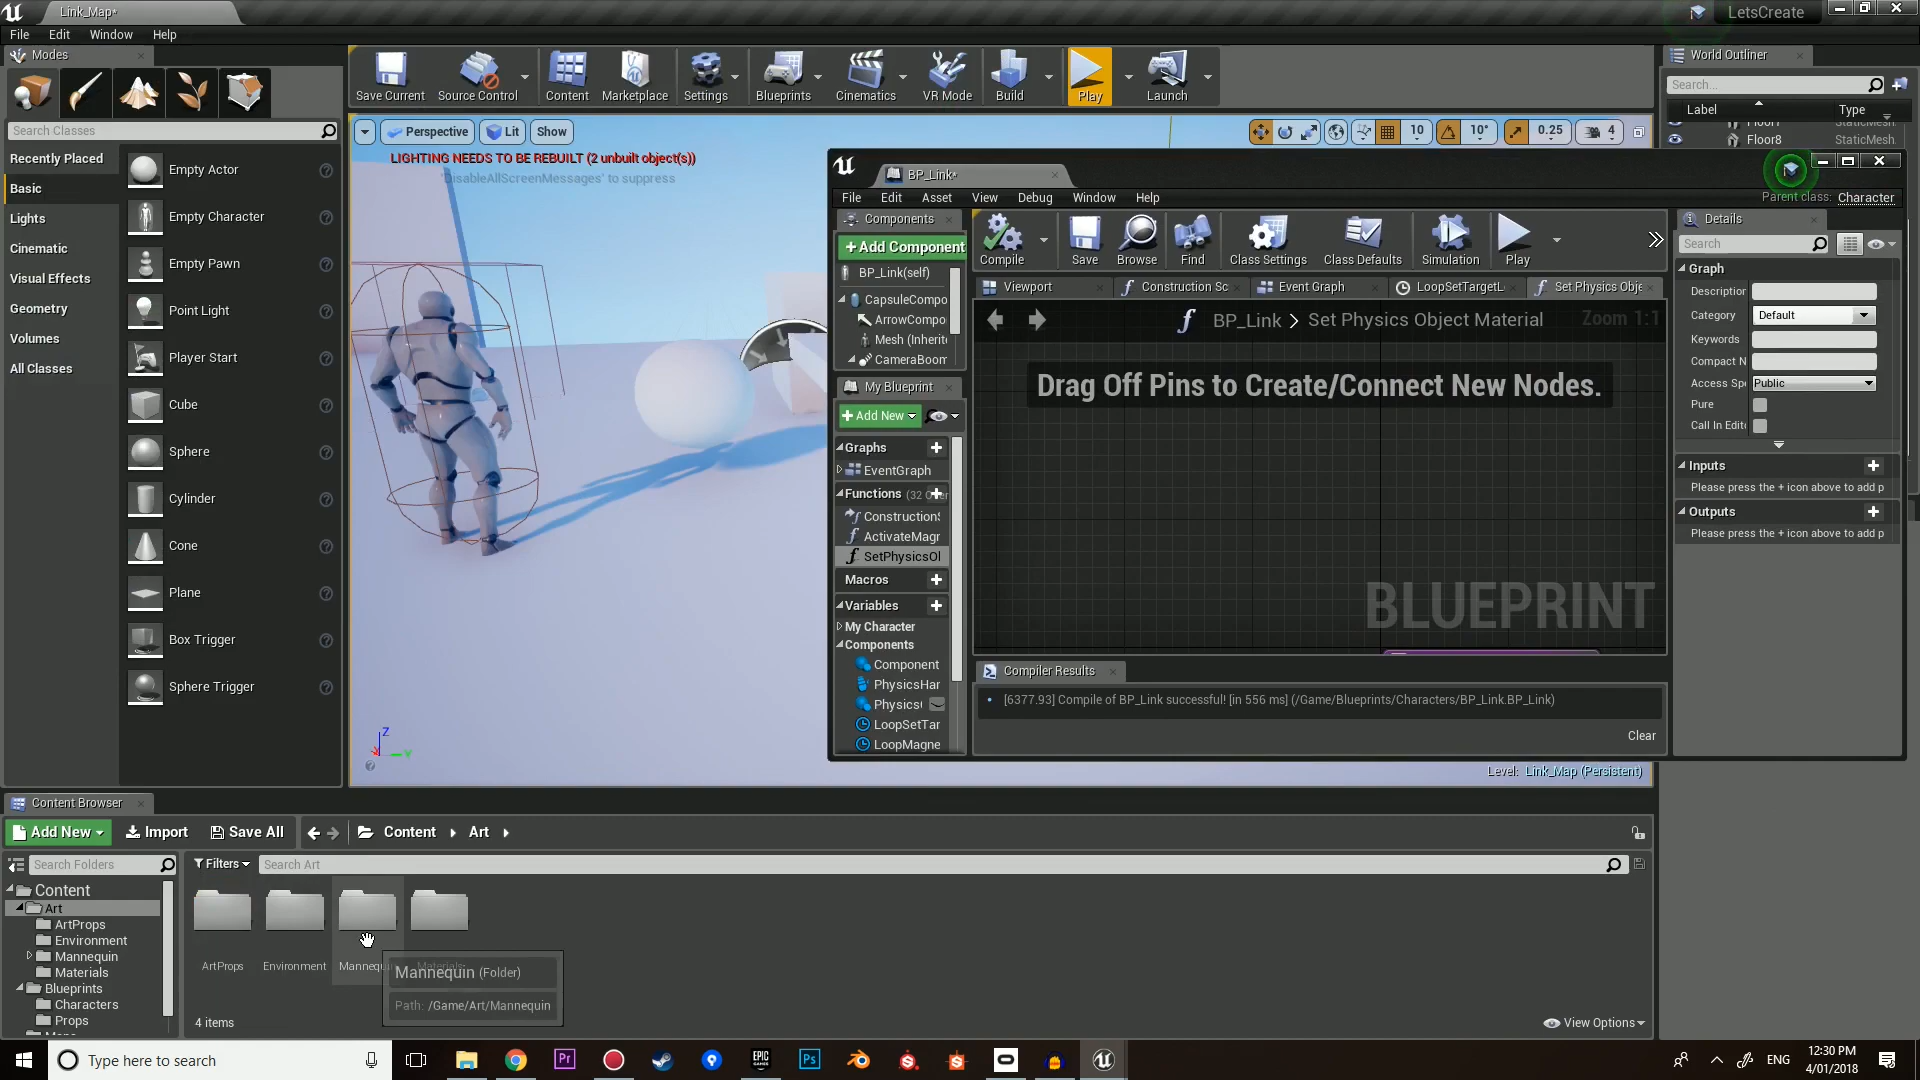 Link_Map*
LetsCreate
File Edit Window Help
Modes
World Outliner
Save Current
Source Control
Content
Marketplace
Settings
Blueprints
Cinematics
VR Mode
Build
Play
Launch
Search...
Label
Type
Search Classes
Perspective
Lit
Show
10
10°
0.25
4
Floor8
StaticMesh.
LIGHTING NEEDS TO BE REBUILT (2 unbuilt object(s))
'DisableAllScreenMessages' to suppress
Recently Placed
Basic
Lights
Cinematic
Visual Effects
Geometry
Volumes
All Classes
Empty Actor
Empty Character
Empty Pawn
Point Light
Player Start
Cube
Sphere
Cylinder
Cone
Plane
Box Trigger
Sphere Trigger
BP_Link*
File Edit Asset View Debug Window Help
Parent class: Character
Components
+Add Component
BP_Link(self)
CapsuleCompo
ArrowCompo
Mesh (Inherite
CameraBoom
Compile
Save
Browse
Find
Class Settings
Class Defaults
Simulation
Play
Viewport
Construction Sc
Event Graph
LoopSetTargetL
Set Physics Obje
BP_Link > Set Physics Object Material
Zoom 1:1
Drag Off Pins to Create/Connect New Nodes.
BLUEPRINT
My Blueprint
+Add New
Graphs
EventGraph
Functions (32 Over
ConstructionS
ActivateMagn
SetPhysicsOl
Macros
Variables
My Character
Components
Component
PhysicsHan
Physics
LoopSetTar
LoopMagne
Compiler Results
[6377.93] Compile of BP_Link successful! [in 556 ms] (/Game/Blueprints/Characters/BP_Link.BP_Link)
Clear
Details
Search
Graph
Description
Category
Default
Keywords
Compact N
Access Spe
Public
Pure
Call In Edito
Inputs
Please press the + icon above to add p
Outputs
Please press the + icon above to add p
Z
Y
X
Level: Link_Map (Persistent)
Content Browser
Add New
Import
Save All
Content
Art
Search Folders
Filters
Search Art
Content
Art
ArtProps
Environment
Mannequin
Materials
Blueprints
Characters
Props
ArtProps
Environment
Mannequin
Materials
Mannequin (Folder)
Path: /Game/Art/Mannequin
4 items
View Options
Type here to search
Pr
EPIC GAMES
Ps
ENG
12:30 PM
4/01/2018